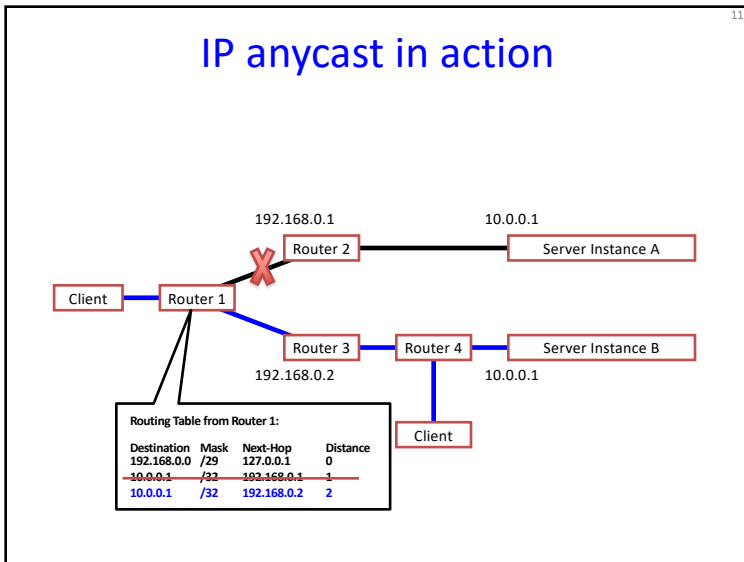 11
IP anycast in action
192.168.0.1
10.0.0.1
Router 2
Server Instance A
Client
Router 1
Router 3
Router 4
Server Instance B
192.168.0.2
10.0.0.1
Client
Routing Table from Router 1:
Destination Mask Next-Hop Distance
192.168.0.0 /29 127.0.0.1 0
10.0.0.1 /32 192.168.0.1 1
10.0.0.1 /32 192.168.0.2 2